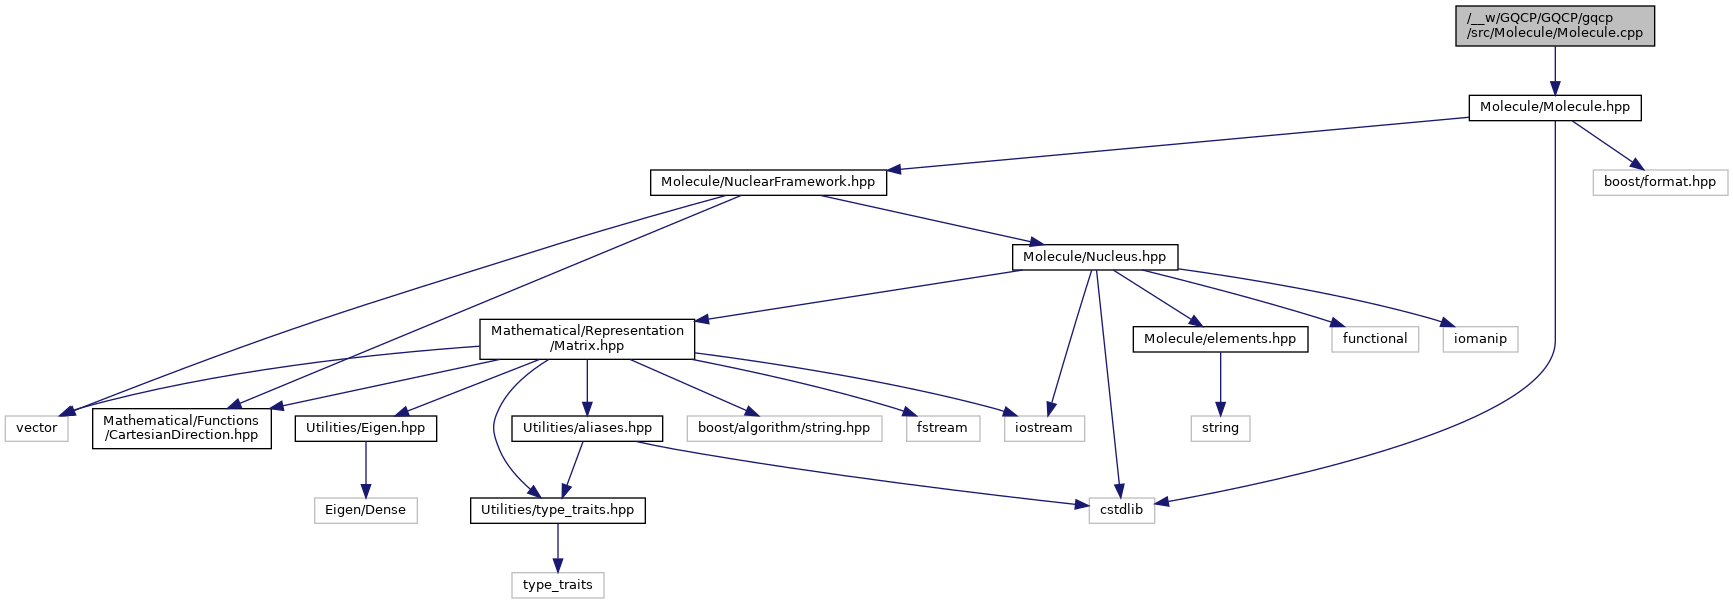 /__w/GQCP/GQCP/gqcp
/src/Molecule/Molecule.cpp
Molecule/Molecule.hpp
Molecule/NuclearFramework.hpp
boost/format.hpp
Molecule/Nucleus.hpp
Mathematical/Representation
/Matrix.hpp
Molecule/elements.hpp
functional
iomanip
vector
Mathematical/Functions
/CartesianDirection.hpp
Utilities/Eigen.hpp
Utilities/aliases.hpp
boost/algorithm/string.hpp
fstream
iostream
string
Eigen/Dense
Utilities/type_traits.hpp
cstdlib
type_traits